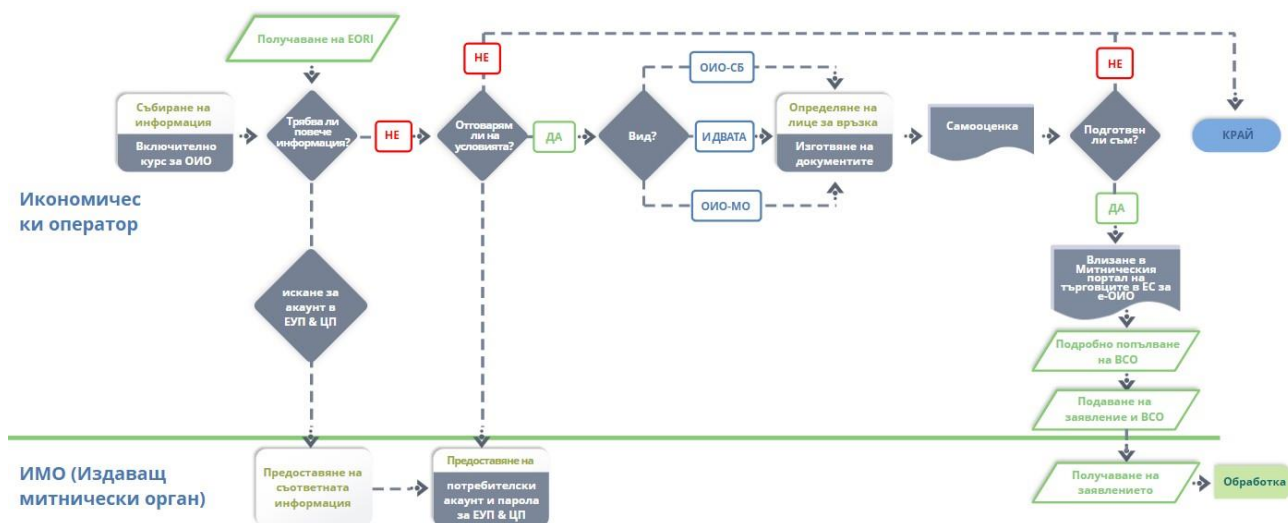 Получаване на EORI
НЕ
НЕ
ОИО-СБ
Събиране на
информация
Включително
курс за ОИО
Трябва ли
повече
информация?
НЕ
Отговарям
ли на
условията?
ДА
Вид?
И ДВАТА
Определяне на
лице за връзка
Изготвяне на
документите
Самооценка
Подготвен
ли съм?
КРАЙ
ОИО-МО
ДА
Икономичес
ки оператор
Влизане в
Митническия
портал на
търговците в ЕС за
е-ОИО
искане за
акаунт в
ЕУП & ЦП
Подробно попълване
на ВСО
Подаване на
заявление и ВСО
ИМО (Издаващ
митнически орган)
Предоставяне на
съответната
информация
Предоставяне на
потребителски
акаунт и парола
за ЕУП & ЦП
Получаване на
заявлението
Обработка